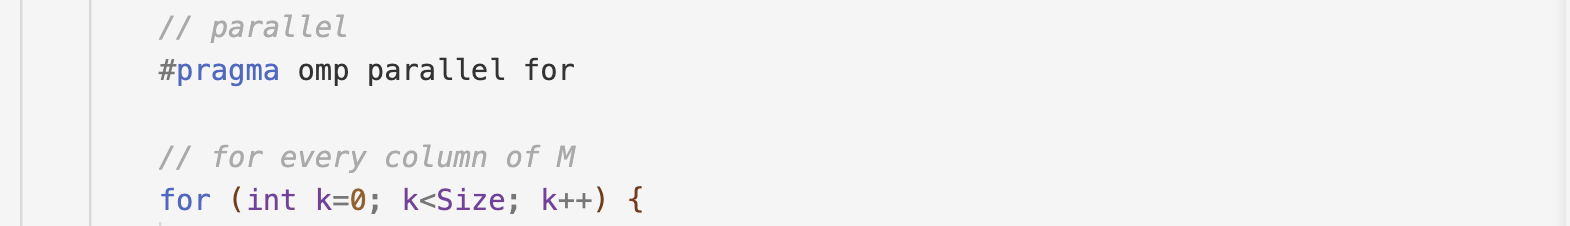 // parallel
#pragma omp parallel for
// for every column of M
for (int k=0; k<Size; k++) {